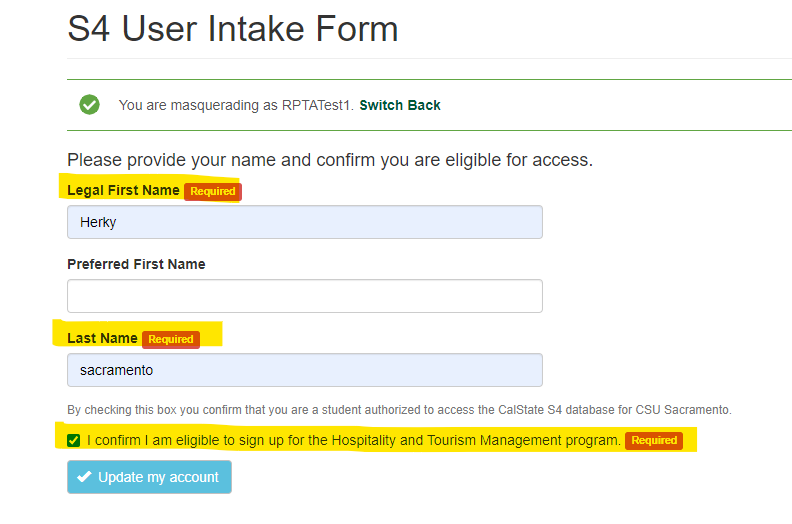 S4 User Intake Form
You are masquerading as RPTATest1. Switch Back
Please provide your name and confirm you are eligible for access.
Legal First Name Required
Herky
Preferred First Name
Last Name Required
sacramento
By checking this box you confirm that you are a student authorized to access the CalState S4 database for CSU Sacramento.
I confirm I am eligible to sign up for the Hospitality and Tourism Management program. Required
Update my account